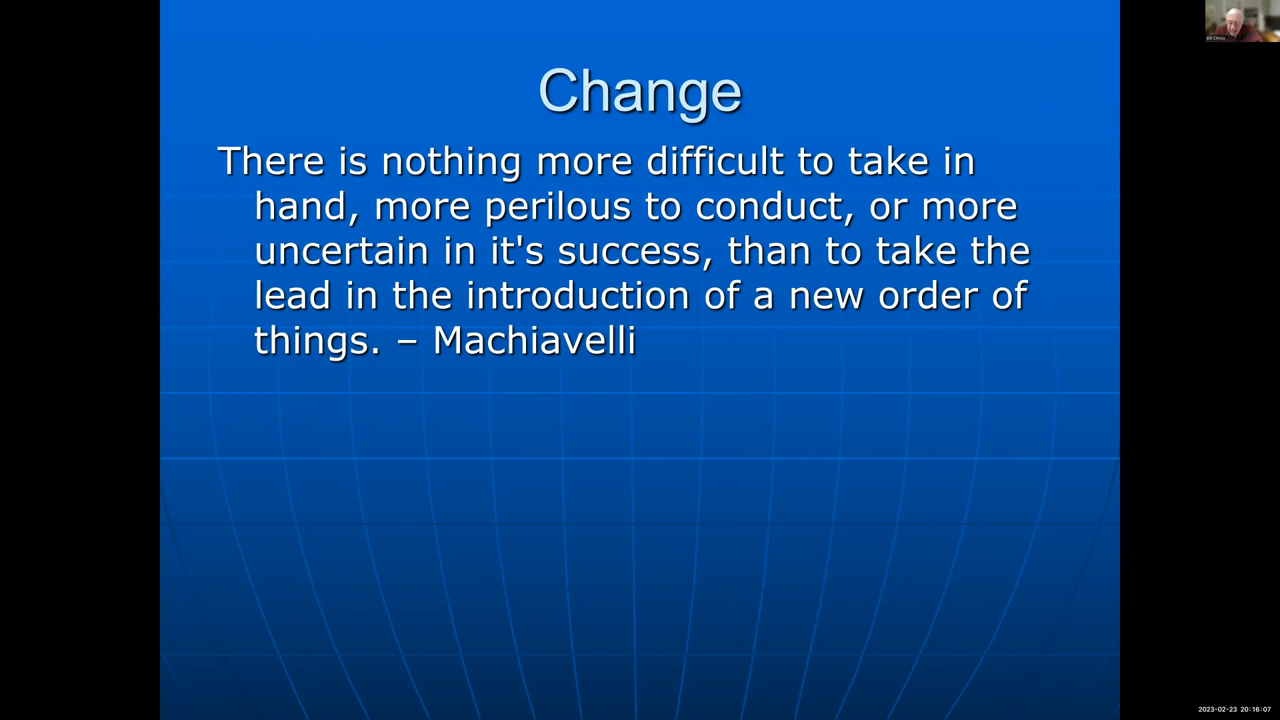 Change
There is nothing more difficult to take in
hand, more perilous to conduct, or more
uncertain in it's success, than to take the
lead in the introduction of a new order of
things. – Machiavelli
2023-02-23 20:16:07